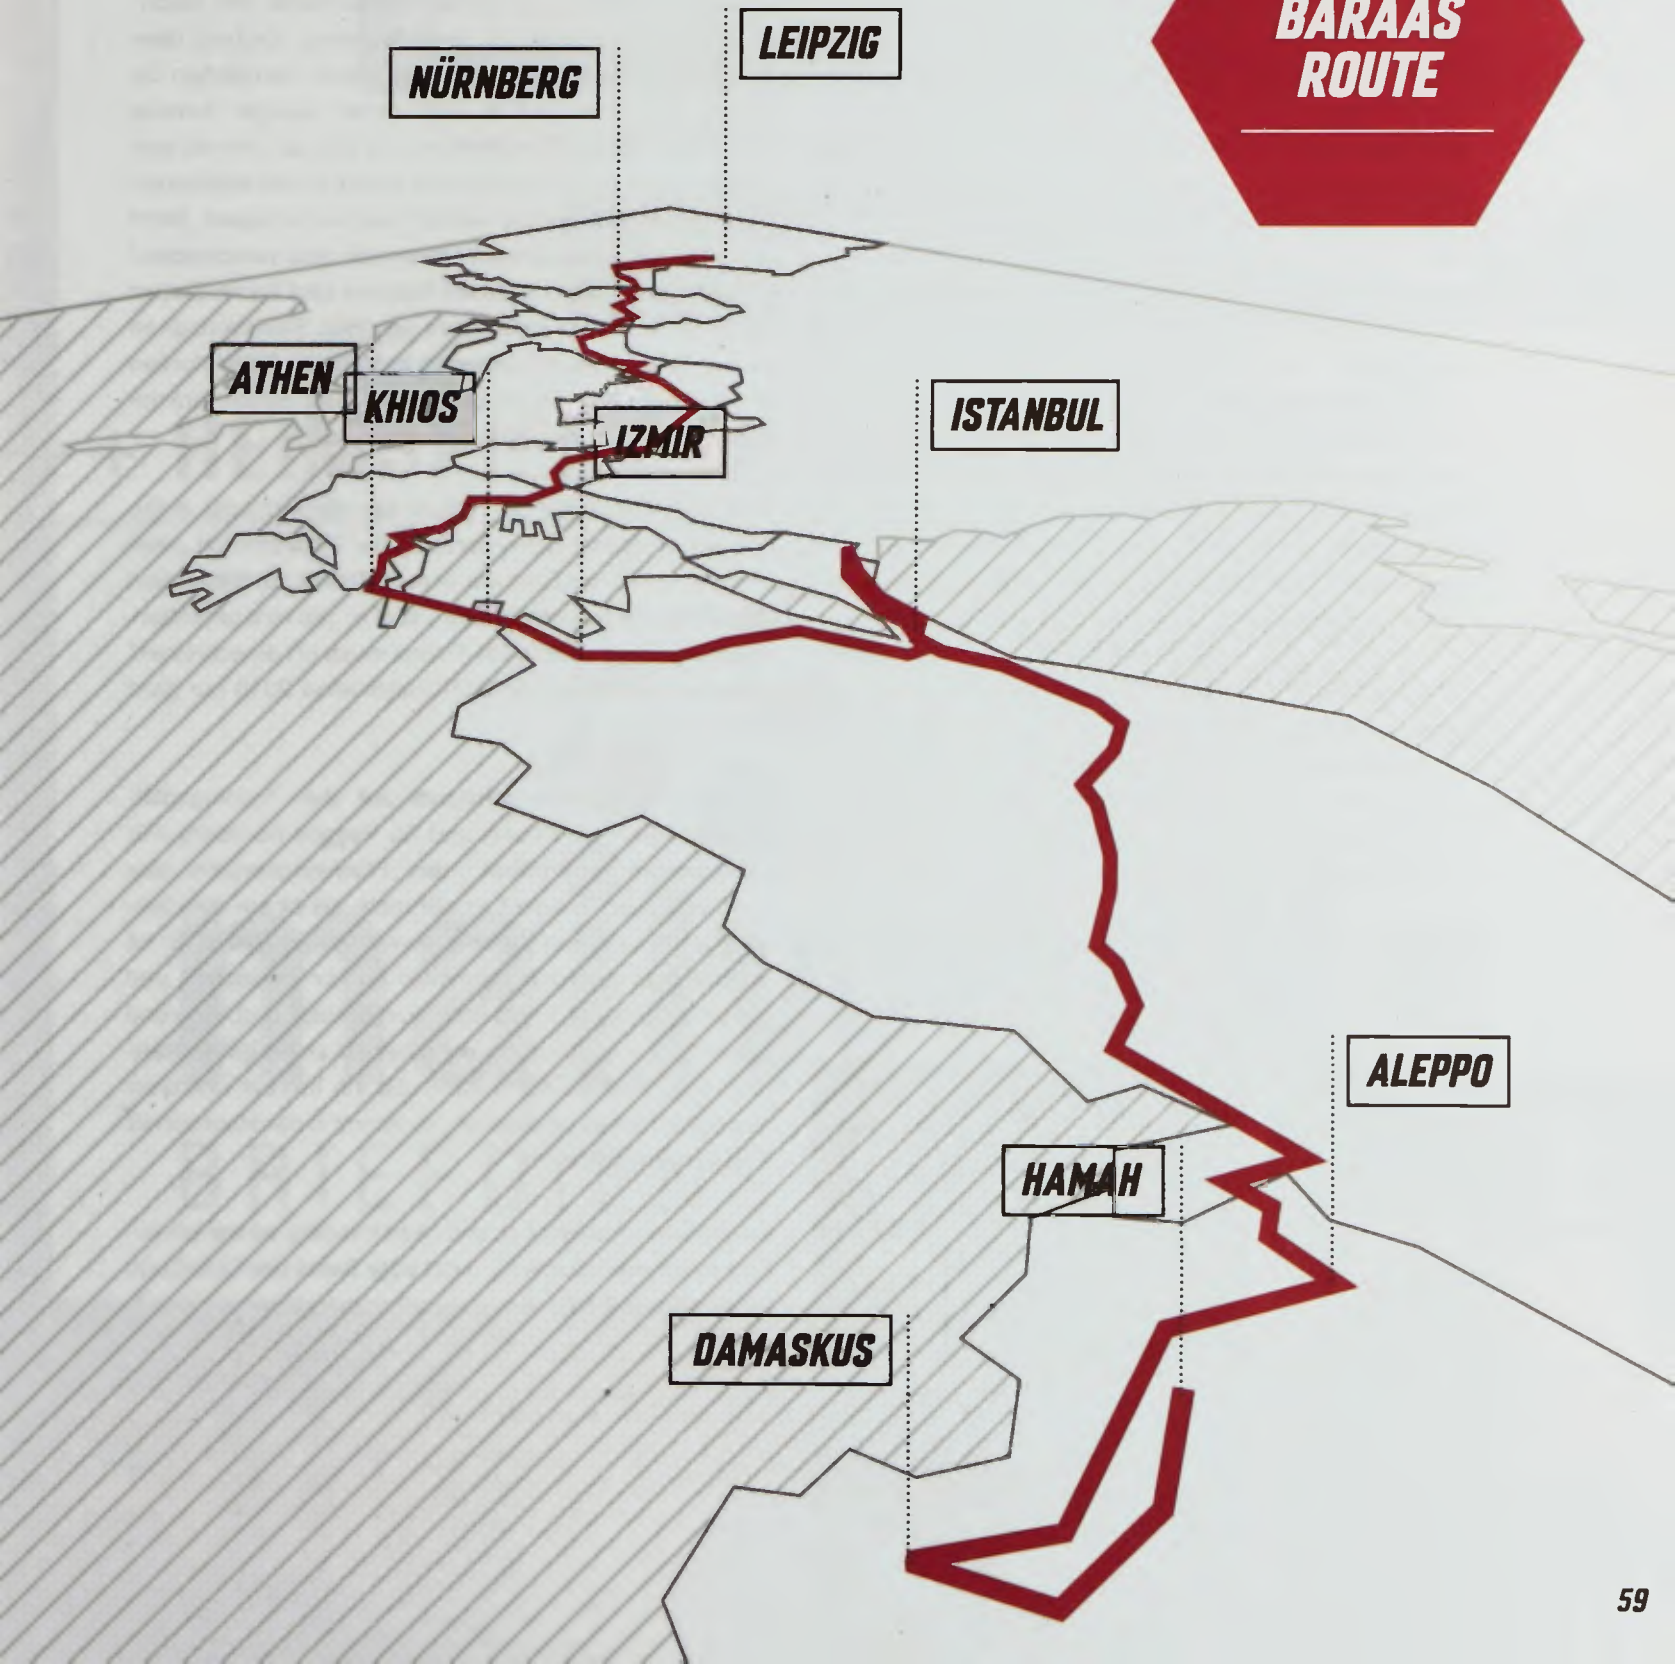 BARAAS
ROUTE
LEIPZIG
NÜRNBERG
ATHEN
KHIOS
IZMIR
ISTANBUL
ALEPPO
HAMAH
DAMASKUS
59